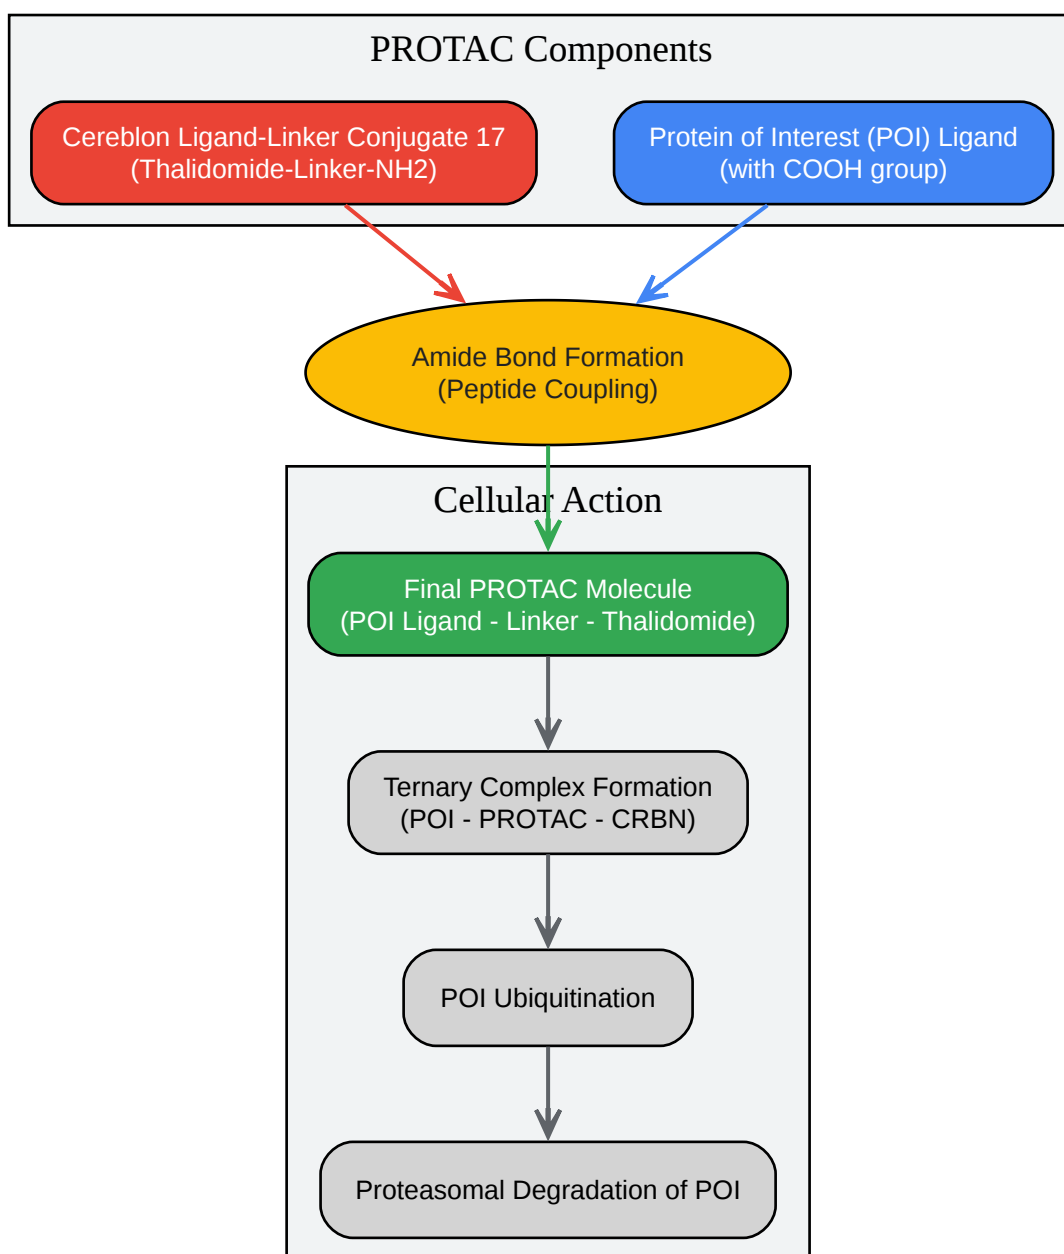 PROTAC Components
Cereblon Ligand-Linker Conjugate 17
(Thalidomide-Linker-NH2)
Protein of Interest (POI) Ligand
(with COOH group)
Amide Bond Formation
(Peptide Coupling)
Cellular Action
Final PROTAC Molecule
(POI Ligand - Linker - Thalidomide)
Ternary Complex Formation
(POI - PROTAC - CRBN)
POI Ubiquitination
Proteasomal Degradation of POI